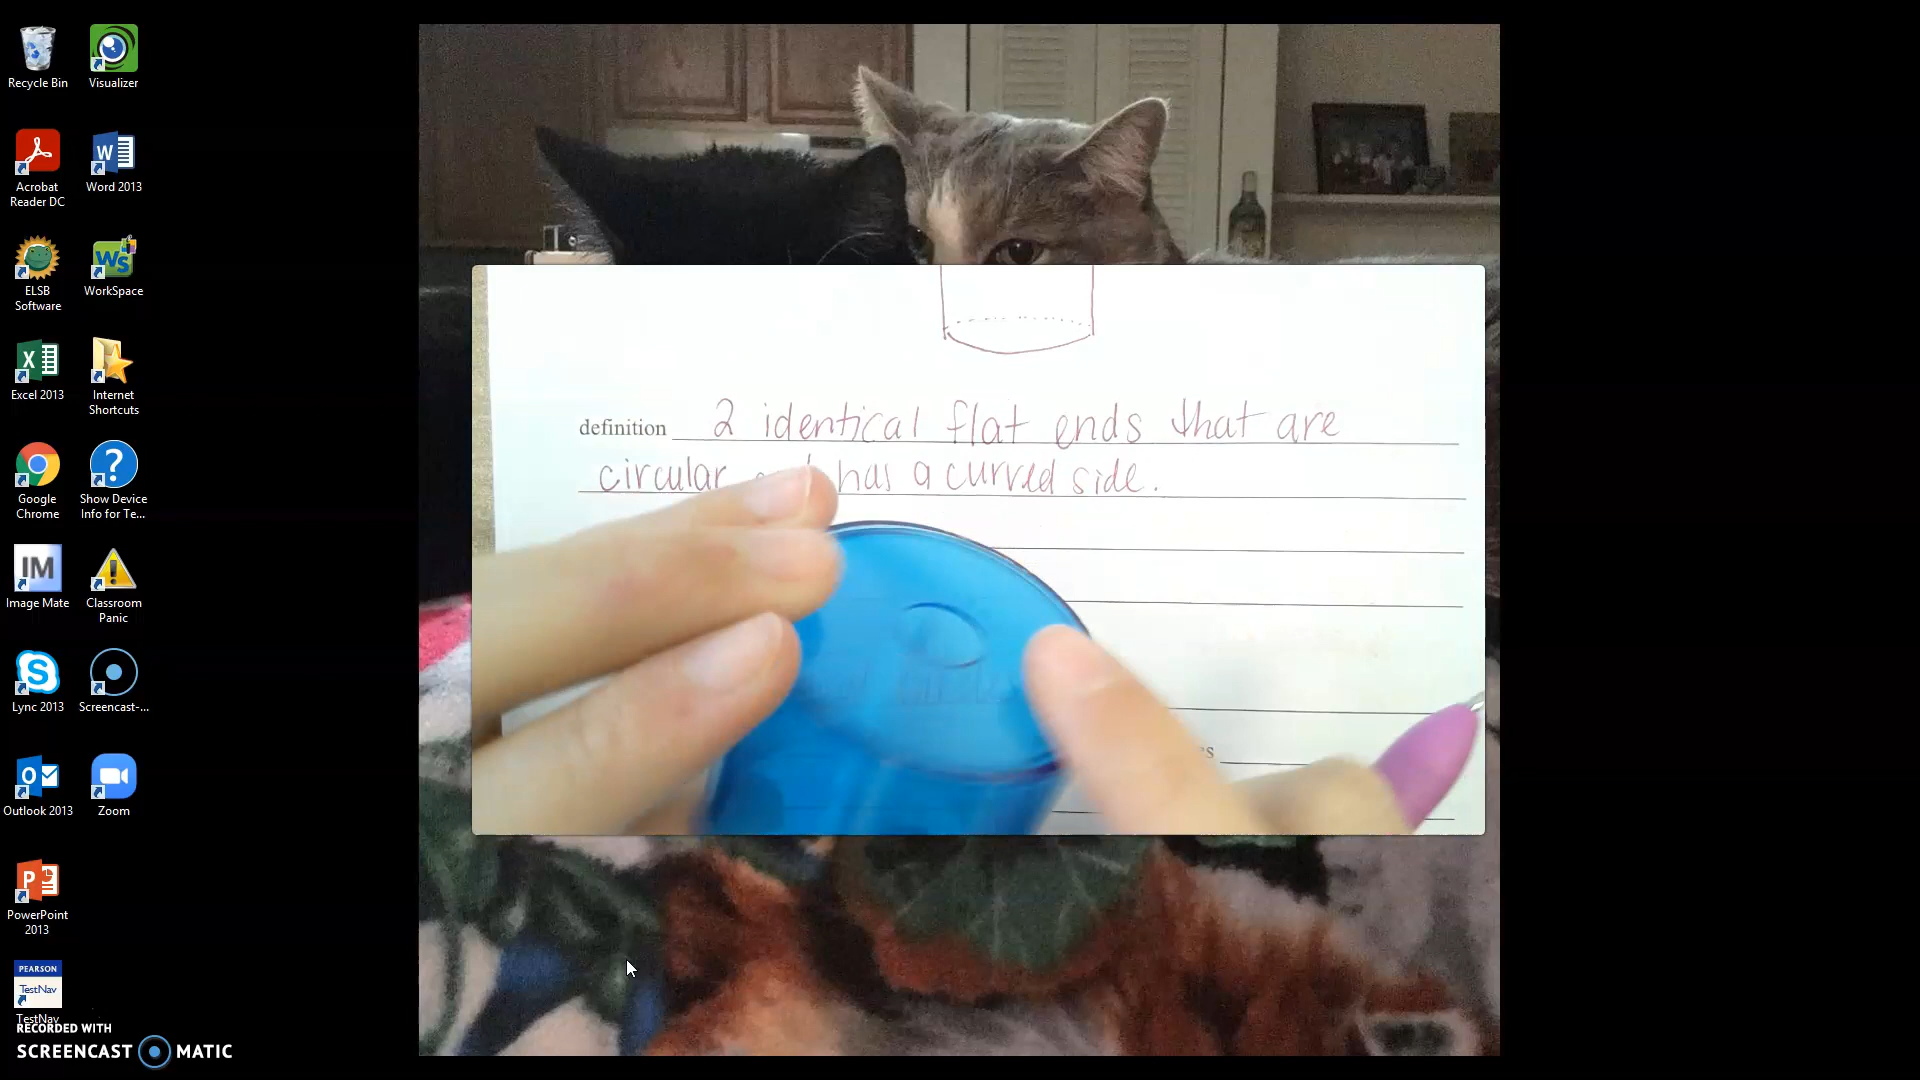 Recycle Bin
Visualizer
Acrobat
Reader DC
Word 2013
ELSB
Software
WorkSpace
Excel 2013
Internet
Shortcuts
Google
Chrome
Show Device
Info for Te...
Image Mate
Classroom
Panic
Lync 2013
Screencast-...
Outlook 2013
Zoom
PowerPoint
2013
PEARSON
TestNav
TestNav
RECORDED WITH
SCREENCAST MATIC
definition 2 identical flat ends that are
circular has a curved side.